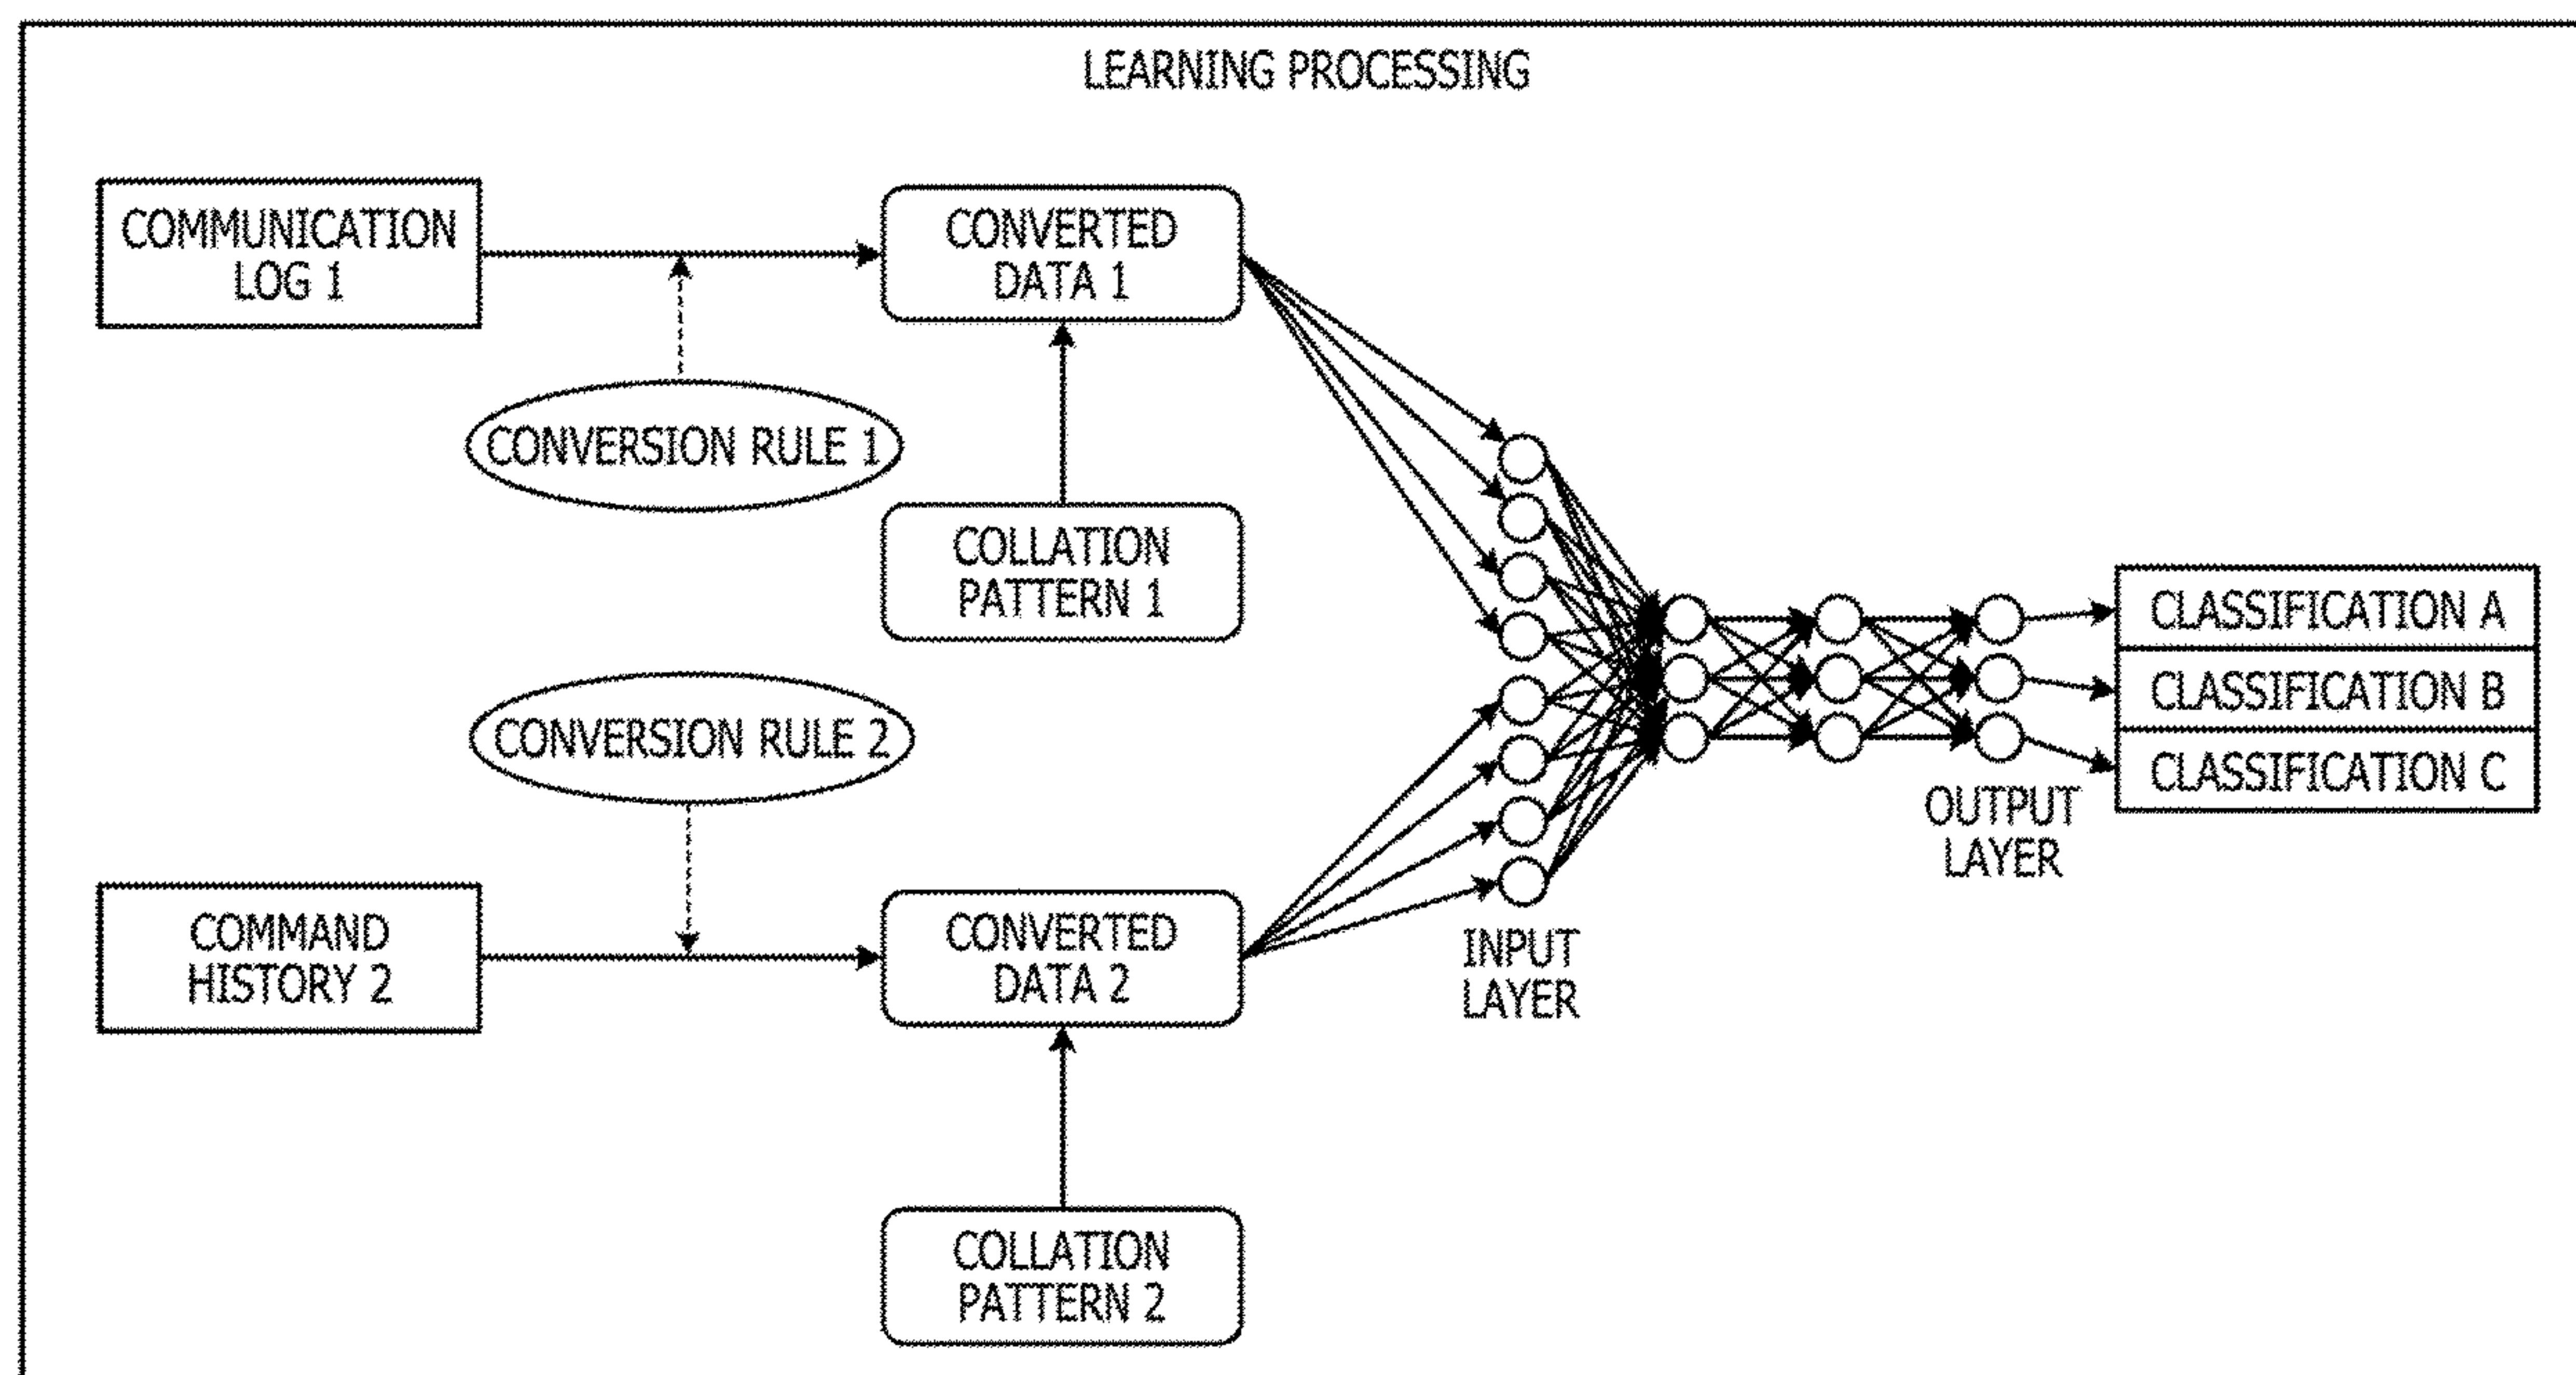 LEARNING PROCESSING
COMMUNICATION
LOG 1
CONVERTED
DATA 1
CONVERSION RULE 1
COLLATION
PATTERN 1
CONVERSION RULE 2
COMMAND
HISTORY 2
CONVERTED
DATA 2
COLLATION
PATTERN 2
INPUT
LAYER
OUTPUT
LAYER
CLASSIFICATION A
CLASSIFICATION B
CLASSIFICATION C